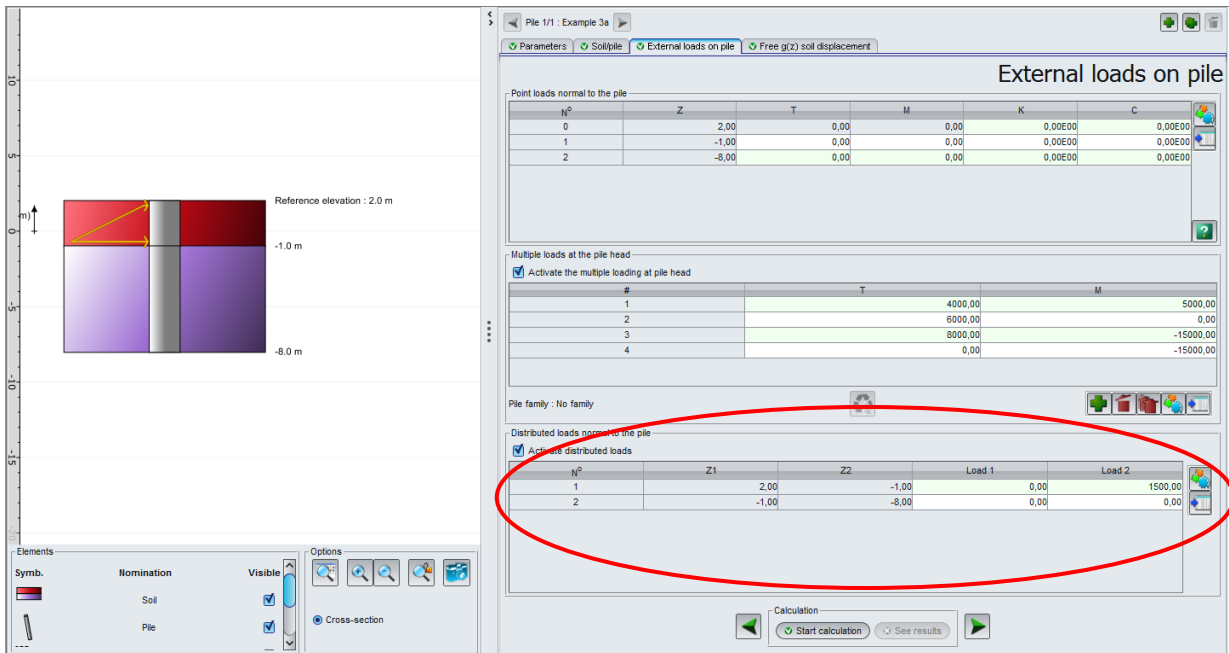 Pile 1/1 : Example 3a
Parameters Soil/pile External loads on pile Free g(z) soil displacement
External loads on pile
Point loads normal to the pile
Nº Z T M K C
0 2,00 0,00 0,00 0,00E00 0,00E00
1 -1,00 0,00 0,00 0,00E00 0,00E00
2 -8,00 0,00 0,00 0,00E00 0,00E00
?
Multiple loads at the pile head
Activate the multiple loading at pile head
# T M
1 4000,00 5000,00
2 6000,00 0,00
3 8000,00 -15000,00
4 0,00 -15000,00
Pile family : No family
Distributed loads normal to the pile
Activate distributed loads
Nº Z1 Z2 Load 1 Load 2
1 2,00 -1,00 0,00 1500,00
2 -1,00 -8,00 0,00 0,00
Calculation
Start calculation See results
10
5
0
-5
-10
-15
-20
m)
Reference elevation : 2.0 m
-1.0 m
-8.0 m
Elements
Symb. Nomination Visible
Soil
Pile
Options
Cross-section